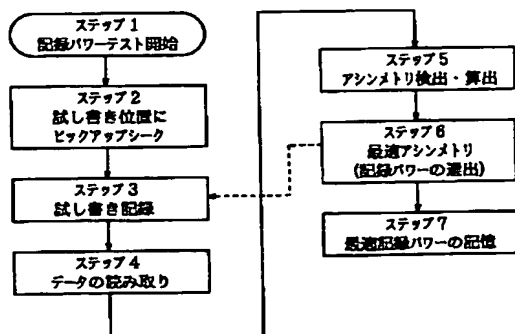 ステップ1
記録パワーテスト開始
ステップ2
試し書き位置に
ピックアップシーク
ステップ3
試し書き記録
ステップ4
データの読み取り
ステップ5
アシンメトリ検出・算出
ステップ6
最適アシンメトリ
(記録パワーの選出)
ステップ7
最適記録パワーの記憶